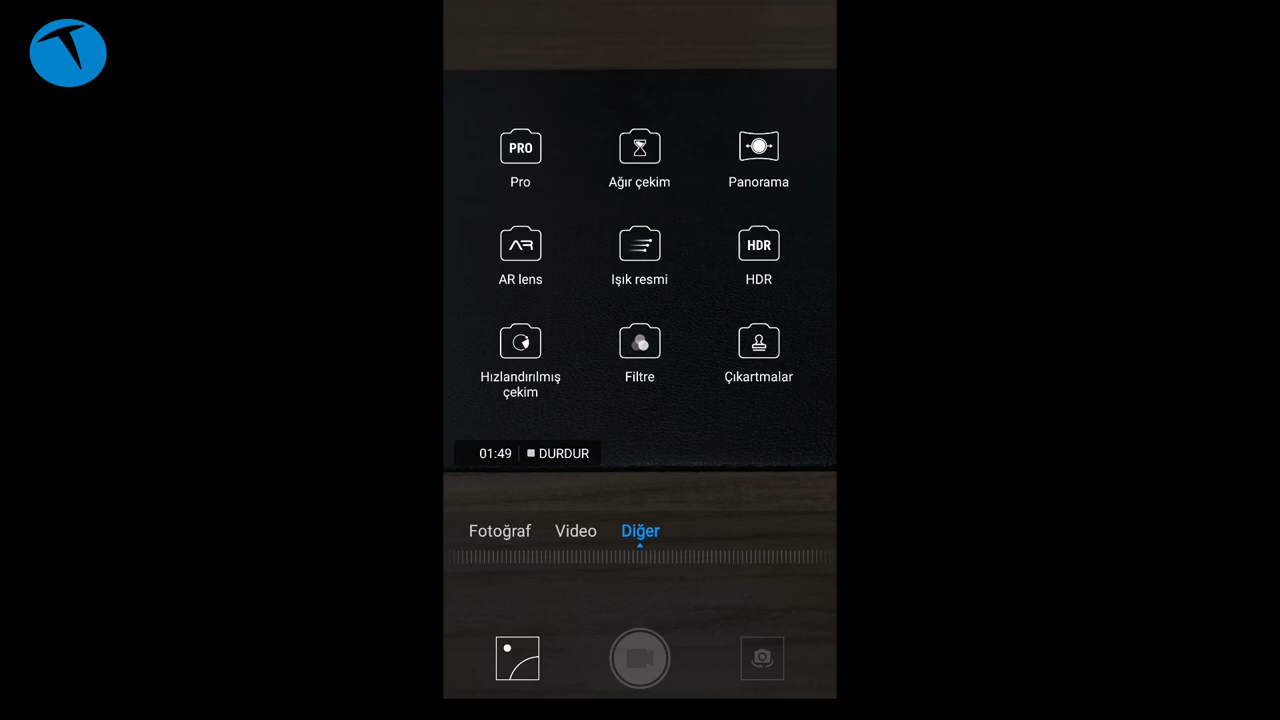 PRO
Pro
Ağır çekim
Panorama
AR
AR lens
Işık resmi
HDR
HDR
Hızlandırılmış
çekim
Filtre
Çıkartmalar
01:49
DURDUR
Fotoğraf
Video
Diğer